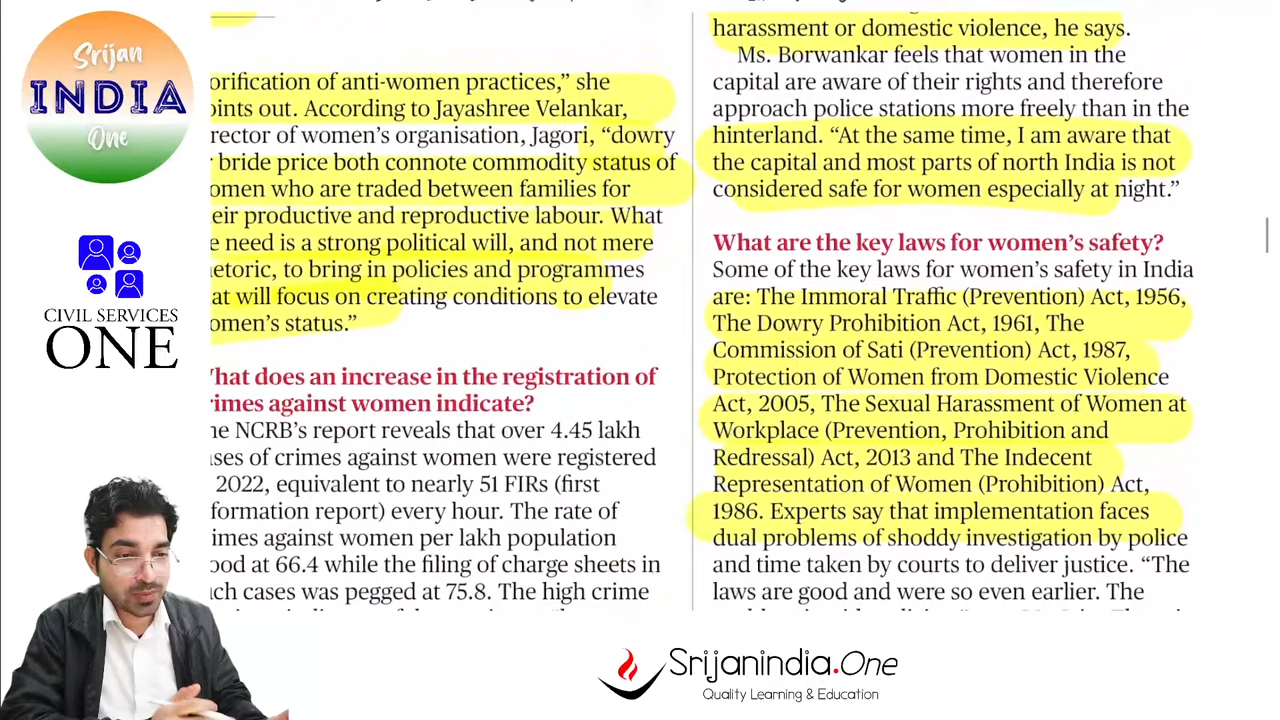 Srijan
INDIA
One
CIVIL SERVICES
ONE
orification of anti-women practices,” she
oints out. According to Jayashree Velankar,
rector of women’s organisation, Jagori, “dowry
bride price both connote commodity status of
omen who are traded between families for
eir productive and reproductive labour. What
e need is a strong political will, and not mere
etoric, to bring in policies and programmes
at will focus on creating conditions to elevate
omen’s status.”
hat does an increase in the registration of
rimes against women indicate?
he NCRB’s report reveals that over 4.45 lakh
ases of crimes against women were registered
2022, equivalent to nearly 51 FIRs (first
formation report) every hour. The rate of
imes against women per lakh population
ood at 66.4 while the filing of charge sheets in
uch cases was pegged at 75.8. The high crime
harassment or domestic violence, he says.
Ms. Borwankar feels that women in the
capital are aware of their rights and therefore
approach police stations more freely than in the
hinterland. “At the same time, I am aware that
the capital and most parts of north India is not
considered safe for women especially at night.”
What are the key laws for women’s safety?
Some of the key laws for women’s safety in India
are: The Immoral Traffic (Prevention) Act, 1956,
The Dowry Prohibition Act, 1961, The
Commission of Sati (Prevention) Act, 1987,
Protection of Women from Domestic Violence
Act, 2005, The Sexual Harassment of Women at
Workplace (Prevention, Prohibition and
Redressal) Act, 2013 and The Indecent
Representation of Women (Prohibition) Act,
1986. Experts say that implementation faces
dual problems of shoddy investigation by police
and time taken by courts to deliver justice. “The
laws are good and were so even earlier. The
Srijanindia.One
Quality Learning & Education